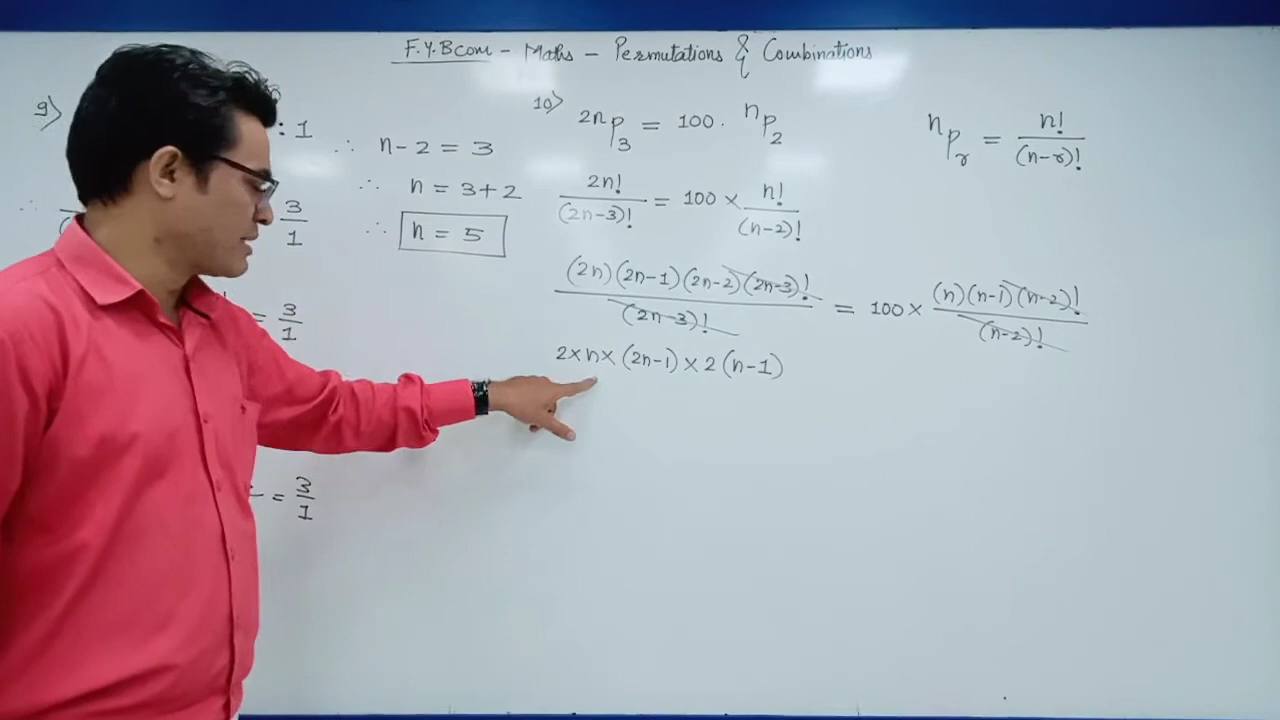 F.Y.BCom - Maths - Permutations & Combinations
9)
: 1
∴ n-2 = 3
∴ 3/1
∴ n = 3+2
∴ n = 5
= 3/1
= 3/1
10) 2nP3 = 100. nP2
2n!/(2n-3)! = 100 × n!/(n-2)!
(2n)(2n-1)(2n-2)(2n-3)!/(2n-3)! = 100 × (n)(n-1)(n-2)!/(n-2)!
2×n×(2n-1)×2(n-1)
nPr = n!/(n-r)!